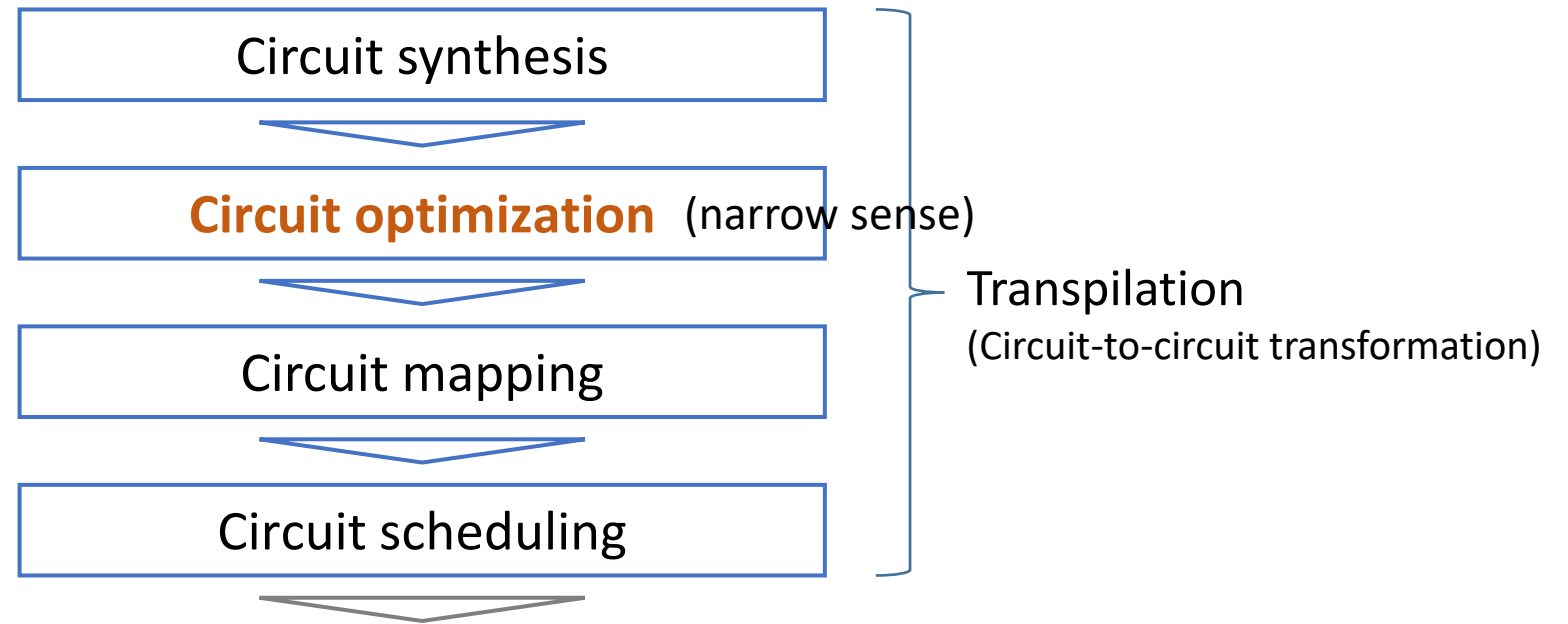 Circuit synthesis
Circuit optimization (narrow sense)
Transpilation
(Circuit-to-circuit transformation)
Circuit mapping
Circuit scheduling